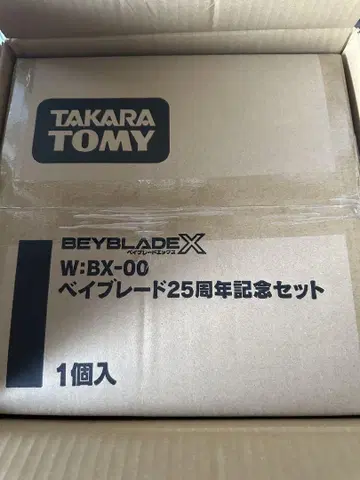 TAKARA
TOMY
BEYBLADE X
ベイブレードエックス
W:BX-00
ベイブレード25周年記念セット
1個入